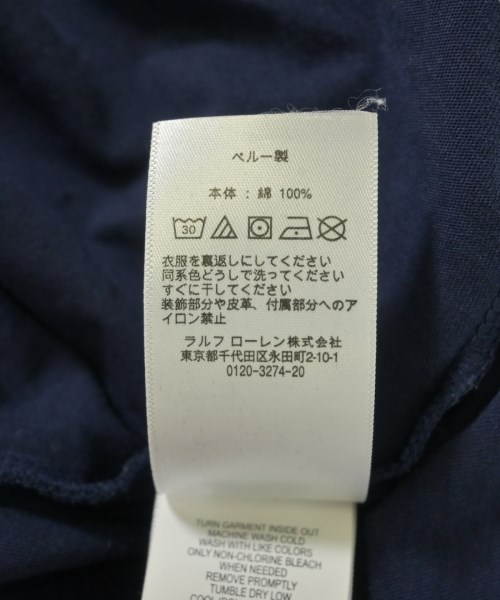 ペルー製
本体 : 綿 100%
30
衣服を裏返しにしてください
同系色どうしで洗ってください
すぐに干してください
装飾部分や皮革、付属部分へのア
イロン禁止
ラルフ ローレン株式会社
東京都千代田区永田町2-10-1
0120-3274-20
TURN GARMENT INSIDE OUT
MACHINE WASH COLD
WASH WITH LIKE COLORS
ONLY NON-CHLORINE BLEACH
WHEN NEEDED
REMOVE PROMPTLY
TUMBLE DRY LOW